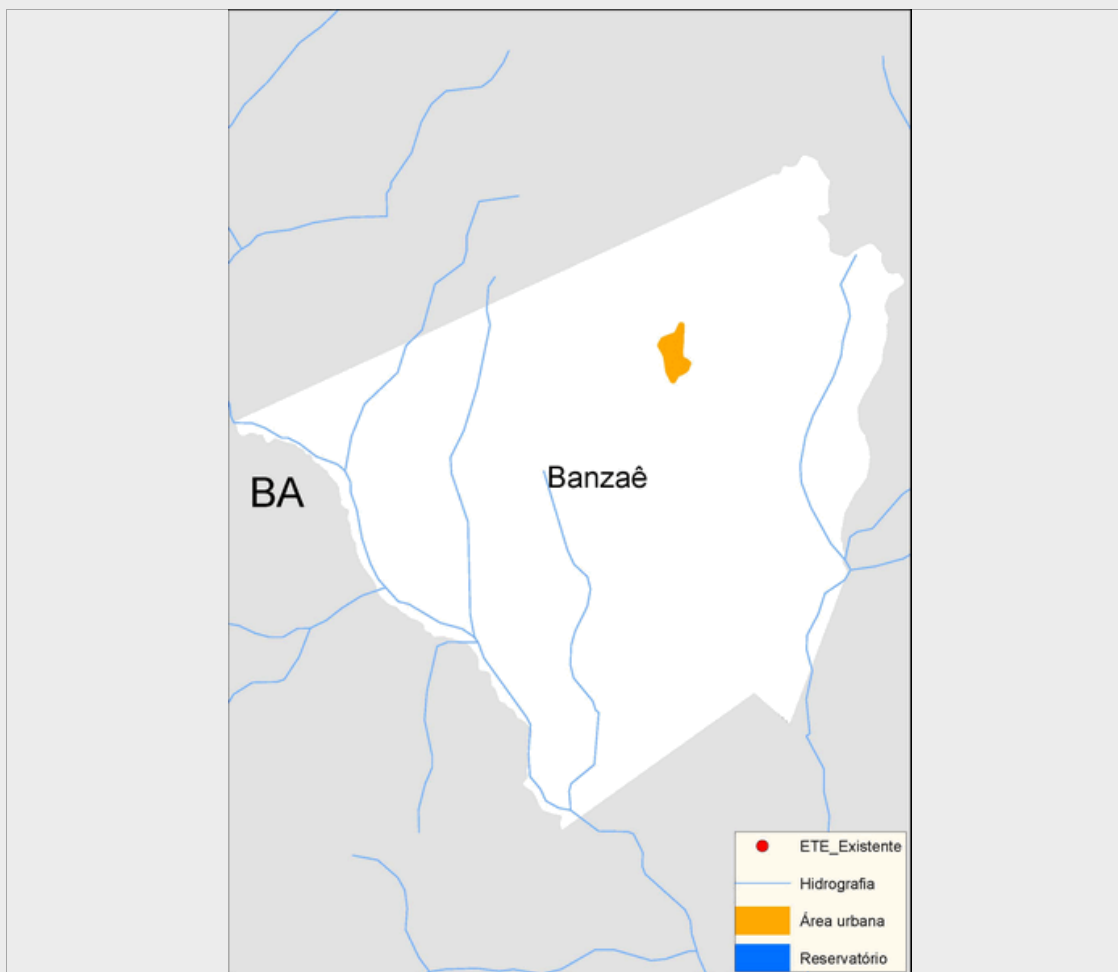 Banzaê
BA
ETE_Existente
Hidrografia
Área urbana
Reservatório